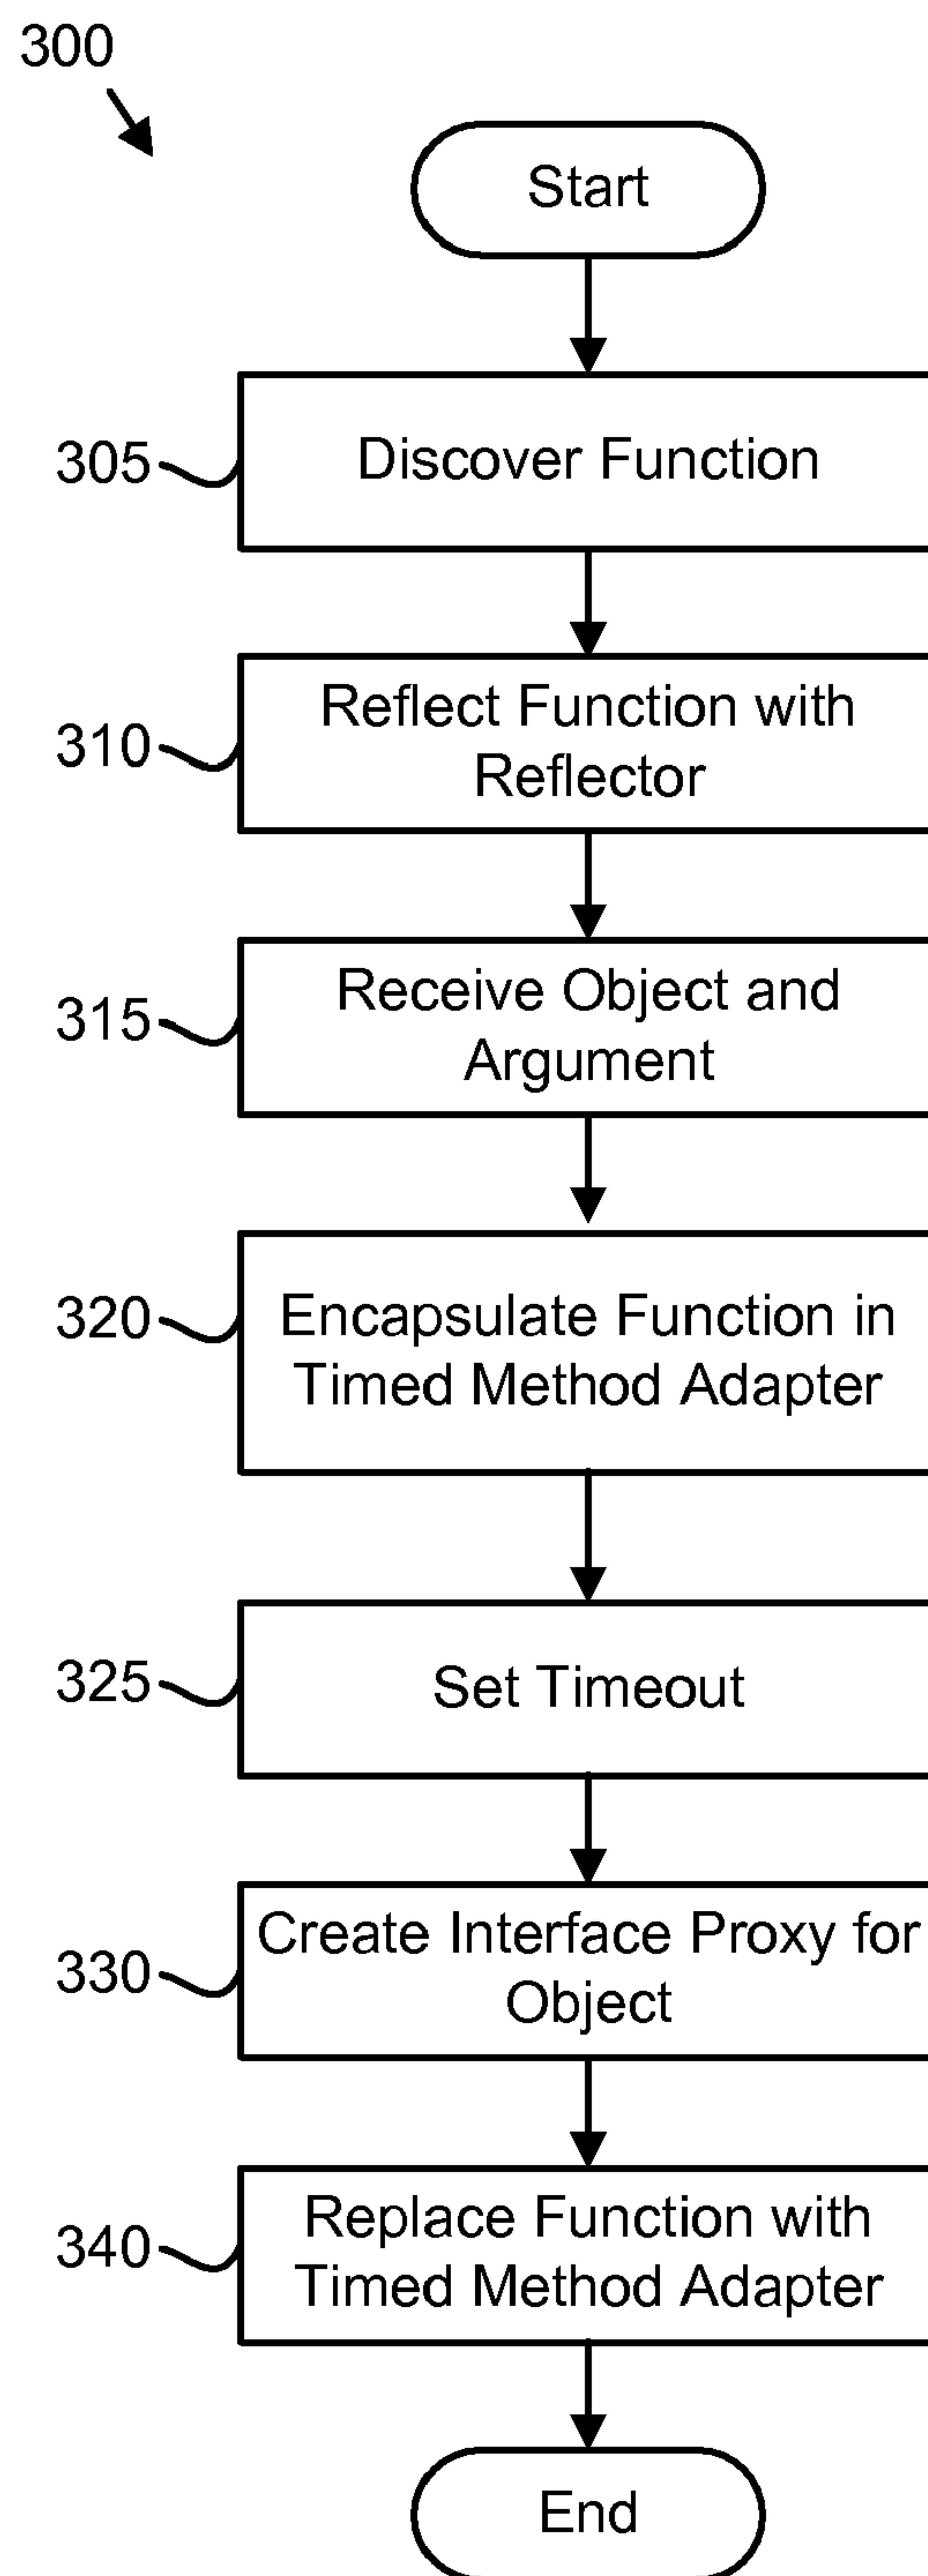 300
Start
305
Discover Function
310
Reflect Function with
Reflector
315
Receive Object and
Argument
320
Encapsulate Function in
Timed Method Adapter
325
Set Timeout
330
Create Interface Proxy for
Object
340
Replace Function with
Timed Method Adapter
End